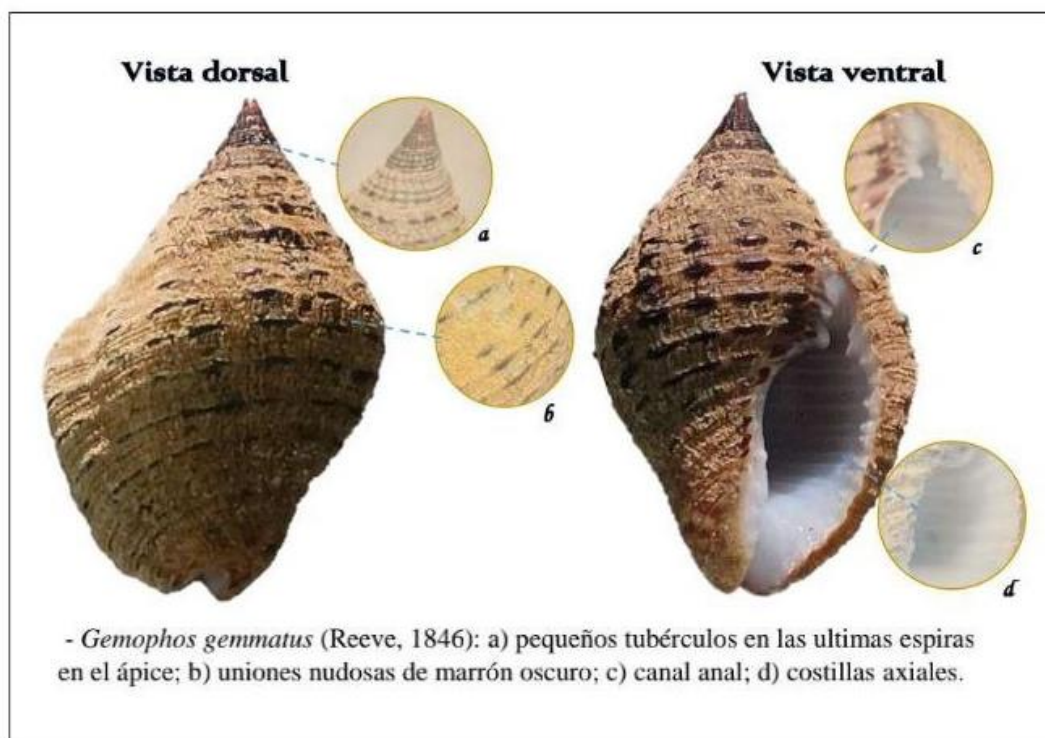 Vista dorsal
Vista ventral
a
c
b
d
- Gemophos gemmatus (Reeve, 1846): a) pequeños tubérculos en las ultimas espiras
en el ápice; b) uniones nudosas de marrón oscuro; c) canal anal; d) costillas axiales.